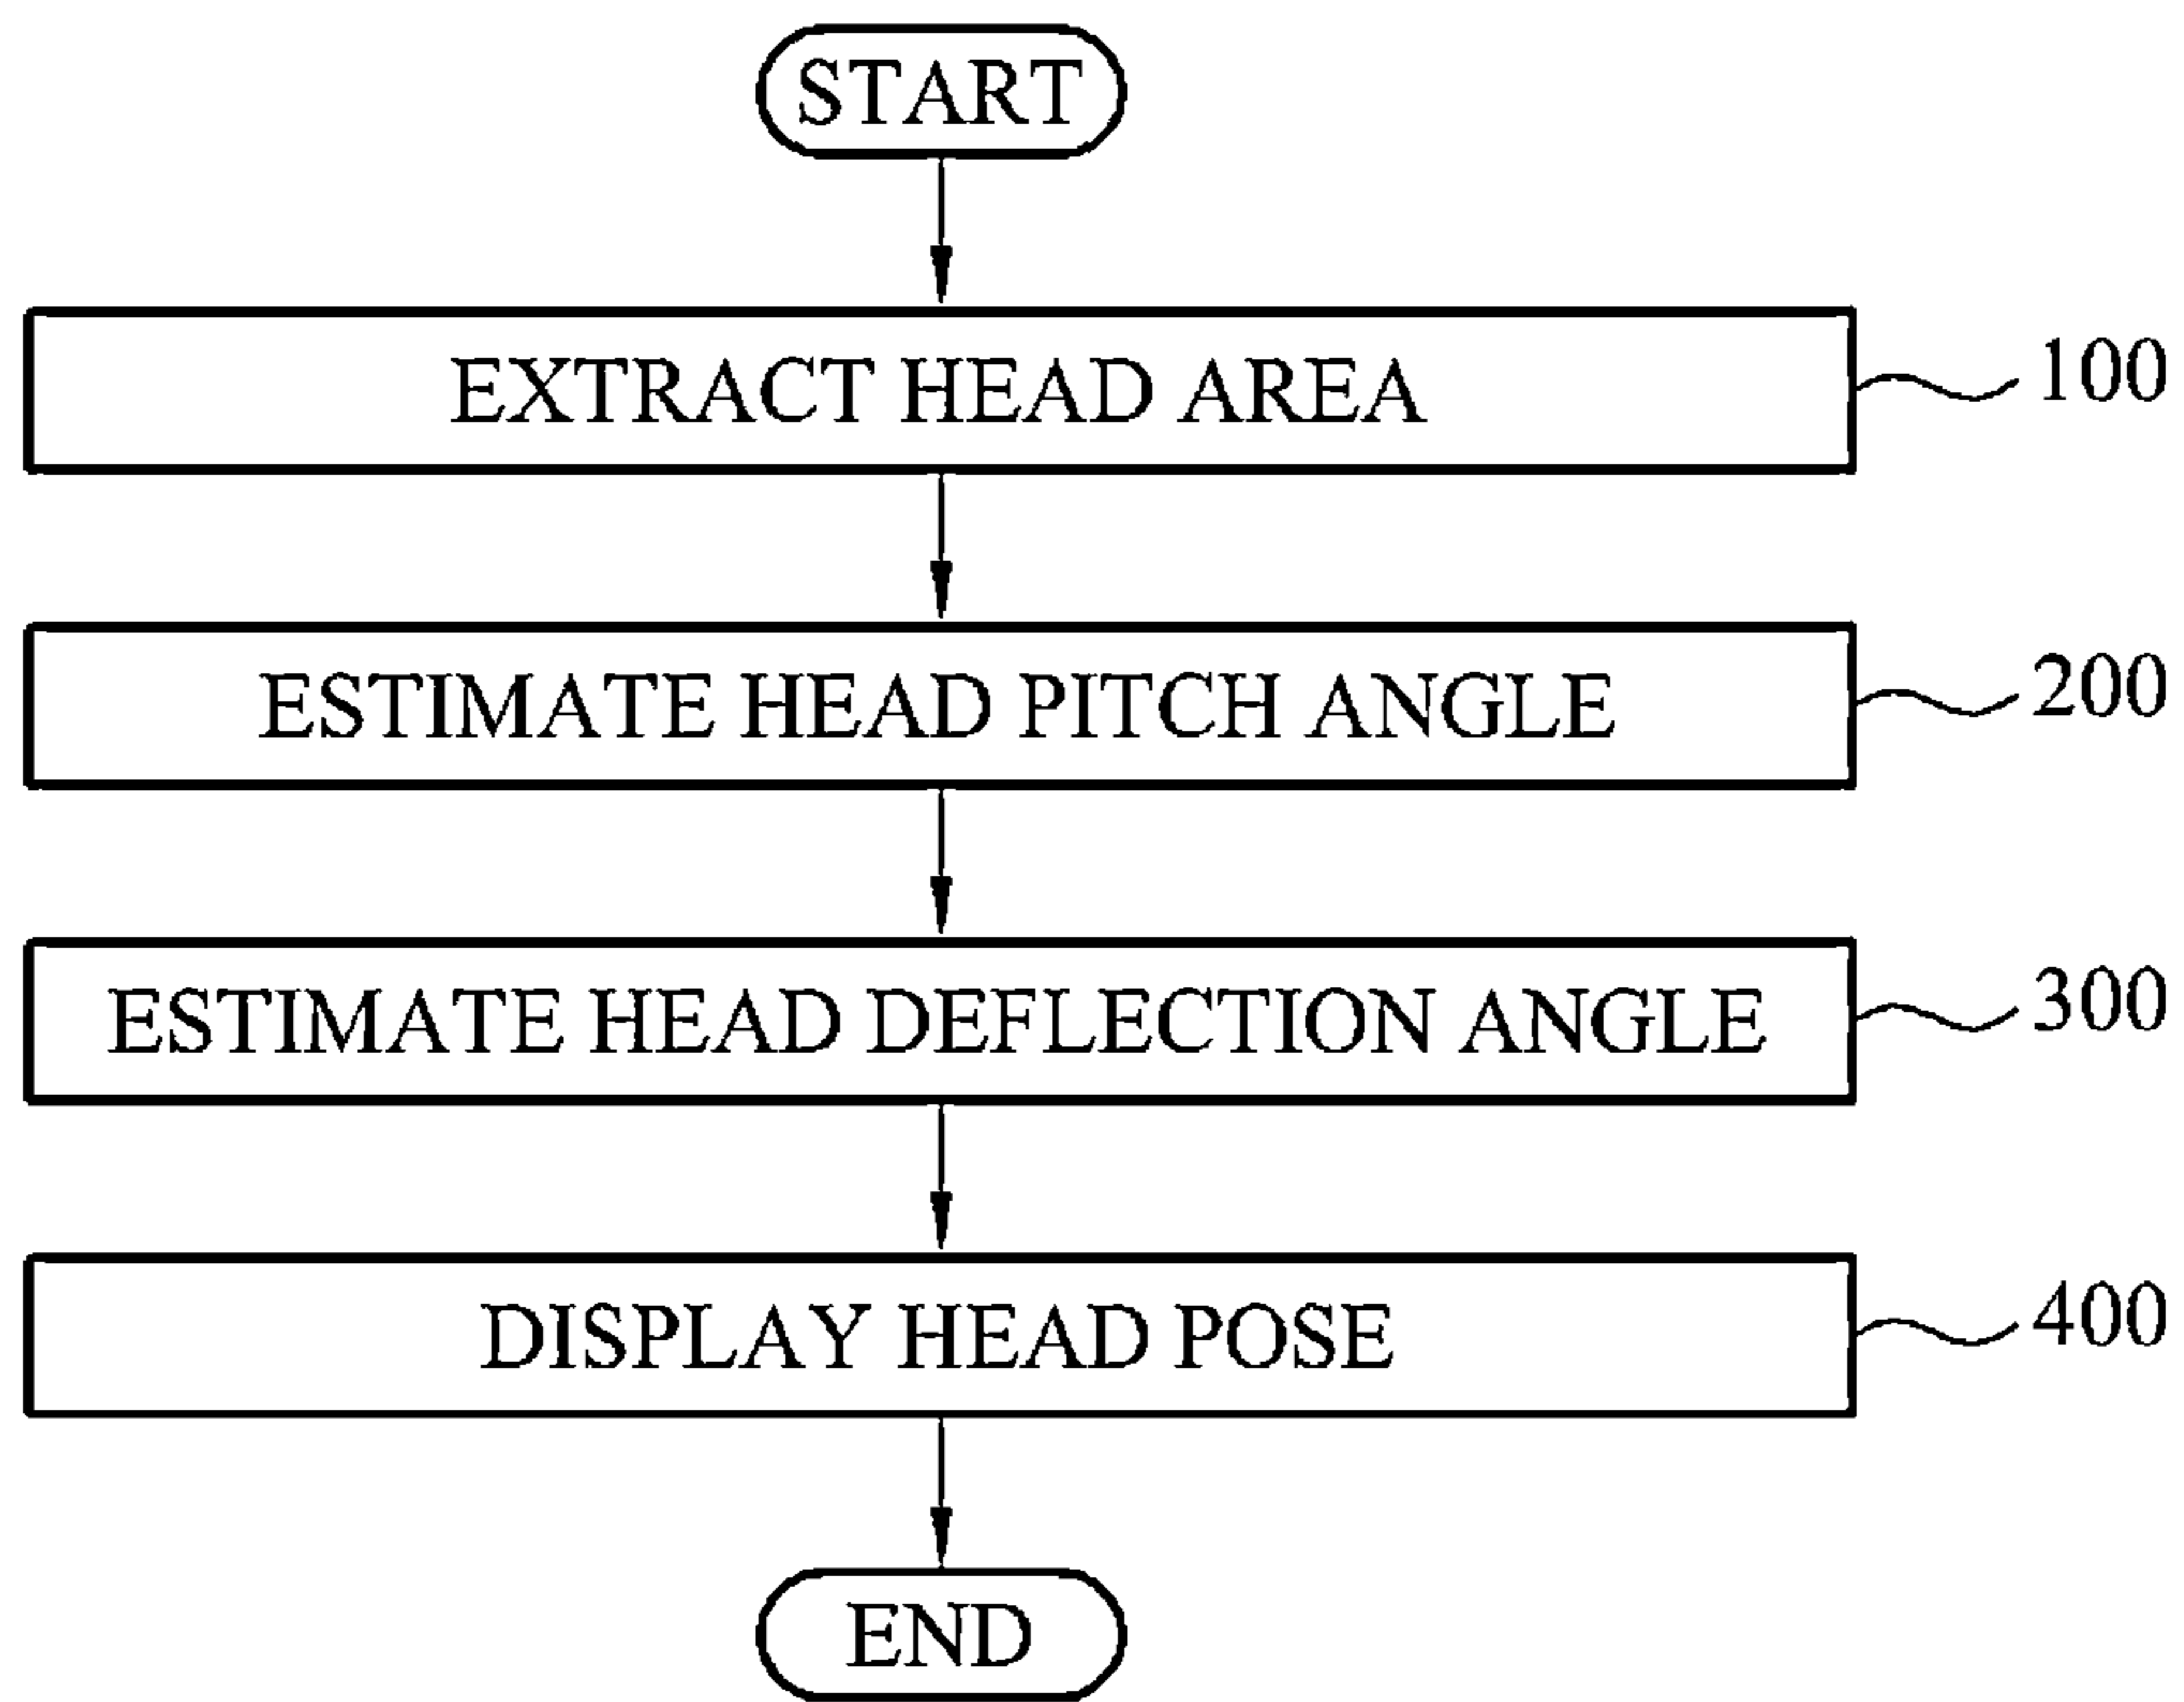 START
EXTRACT HEAD AREA 100
ESTIMATE HEAD PITCH ANGLE 200
ESTIMATE HEAD DEFLECTION ANGLE 300
DISPLAY HEAD POSE 400
END